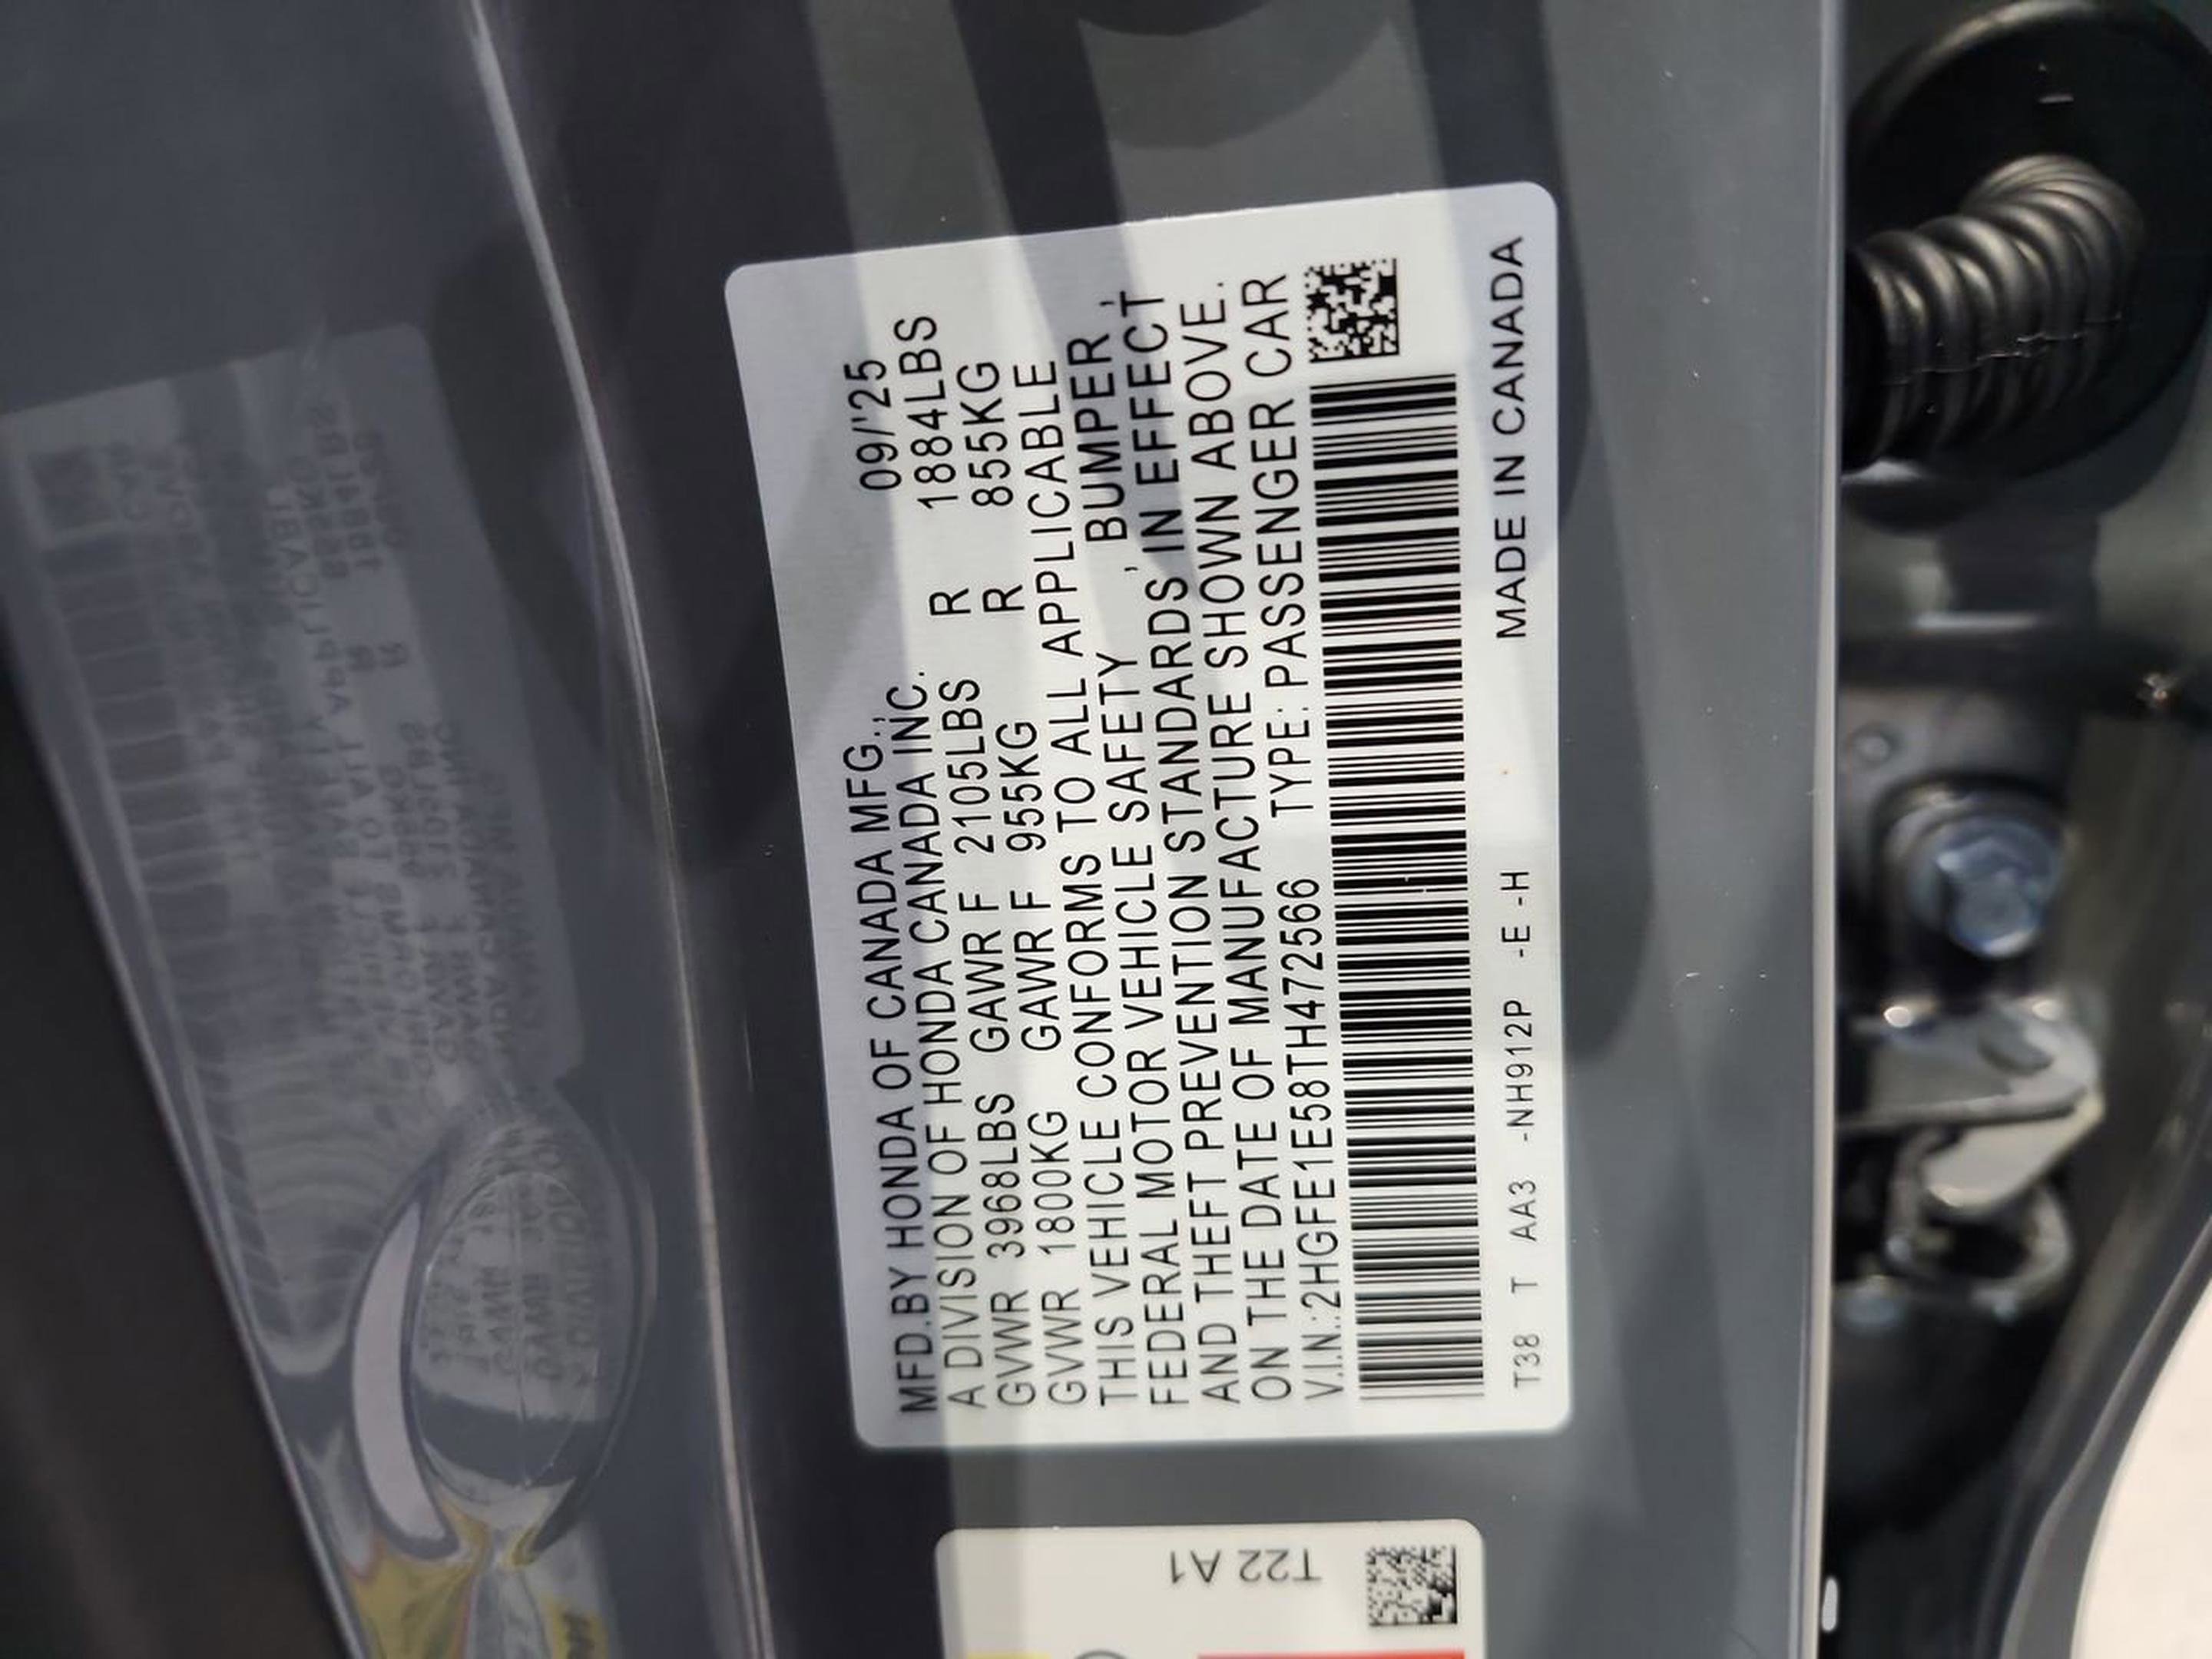 MFD.BY HONDA OF CANADA MFG., 09/'25
A DIVISION OF HONDA CANADA INC.
GVWR 3968LBS GAWR F 2105LBS R 1884LBS
GVWR 1800KG GAWR F 955KG R 855KG
THIS VEHICLE CONFORMS TO ALL APPLICABLE
FEDERAL MOTOR VEHICLE SAFETY , BUMPER ,
AND THEFT PREVENTION STANDARDS IN EFFECT
ON THE DATE OF MANUFACTURE SHOWN ABOVE.
V.I.N.:2HGFE1E58TH472566 TYPE: PASSENGER CAR
T38 T AA3 -NH912P -E -H MADE IN CANADA
T22 A1